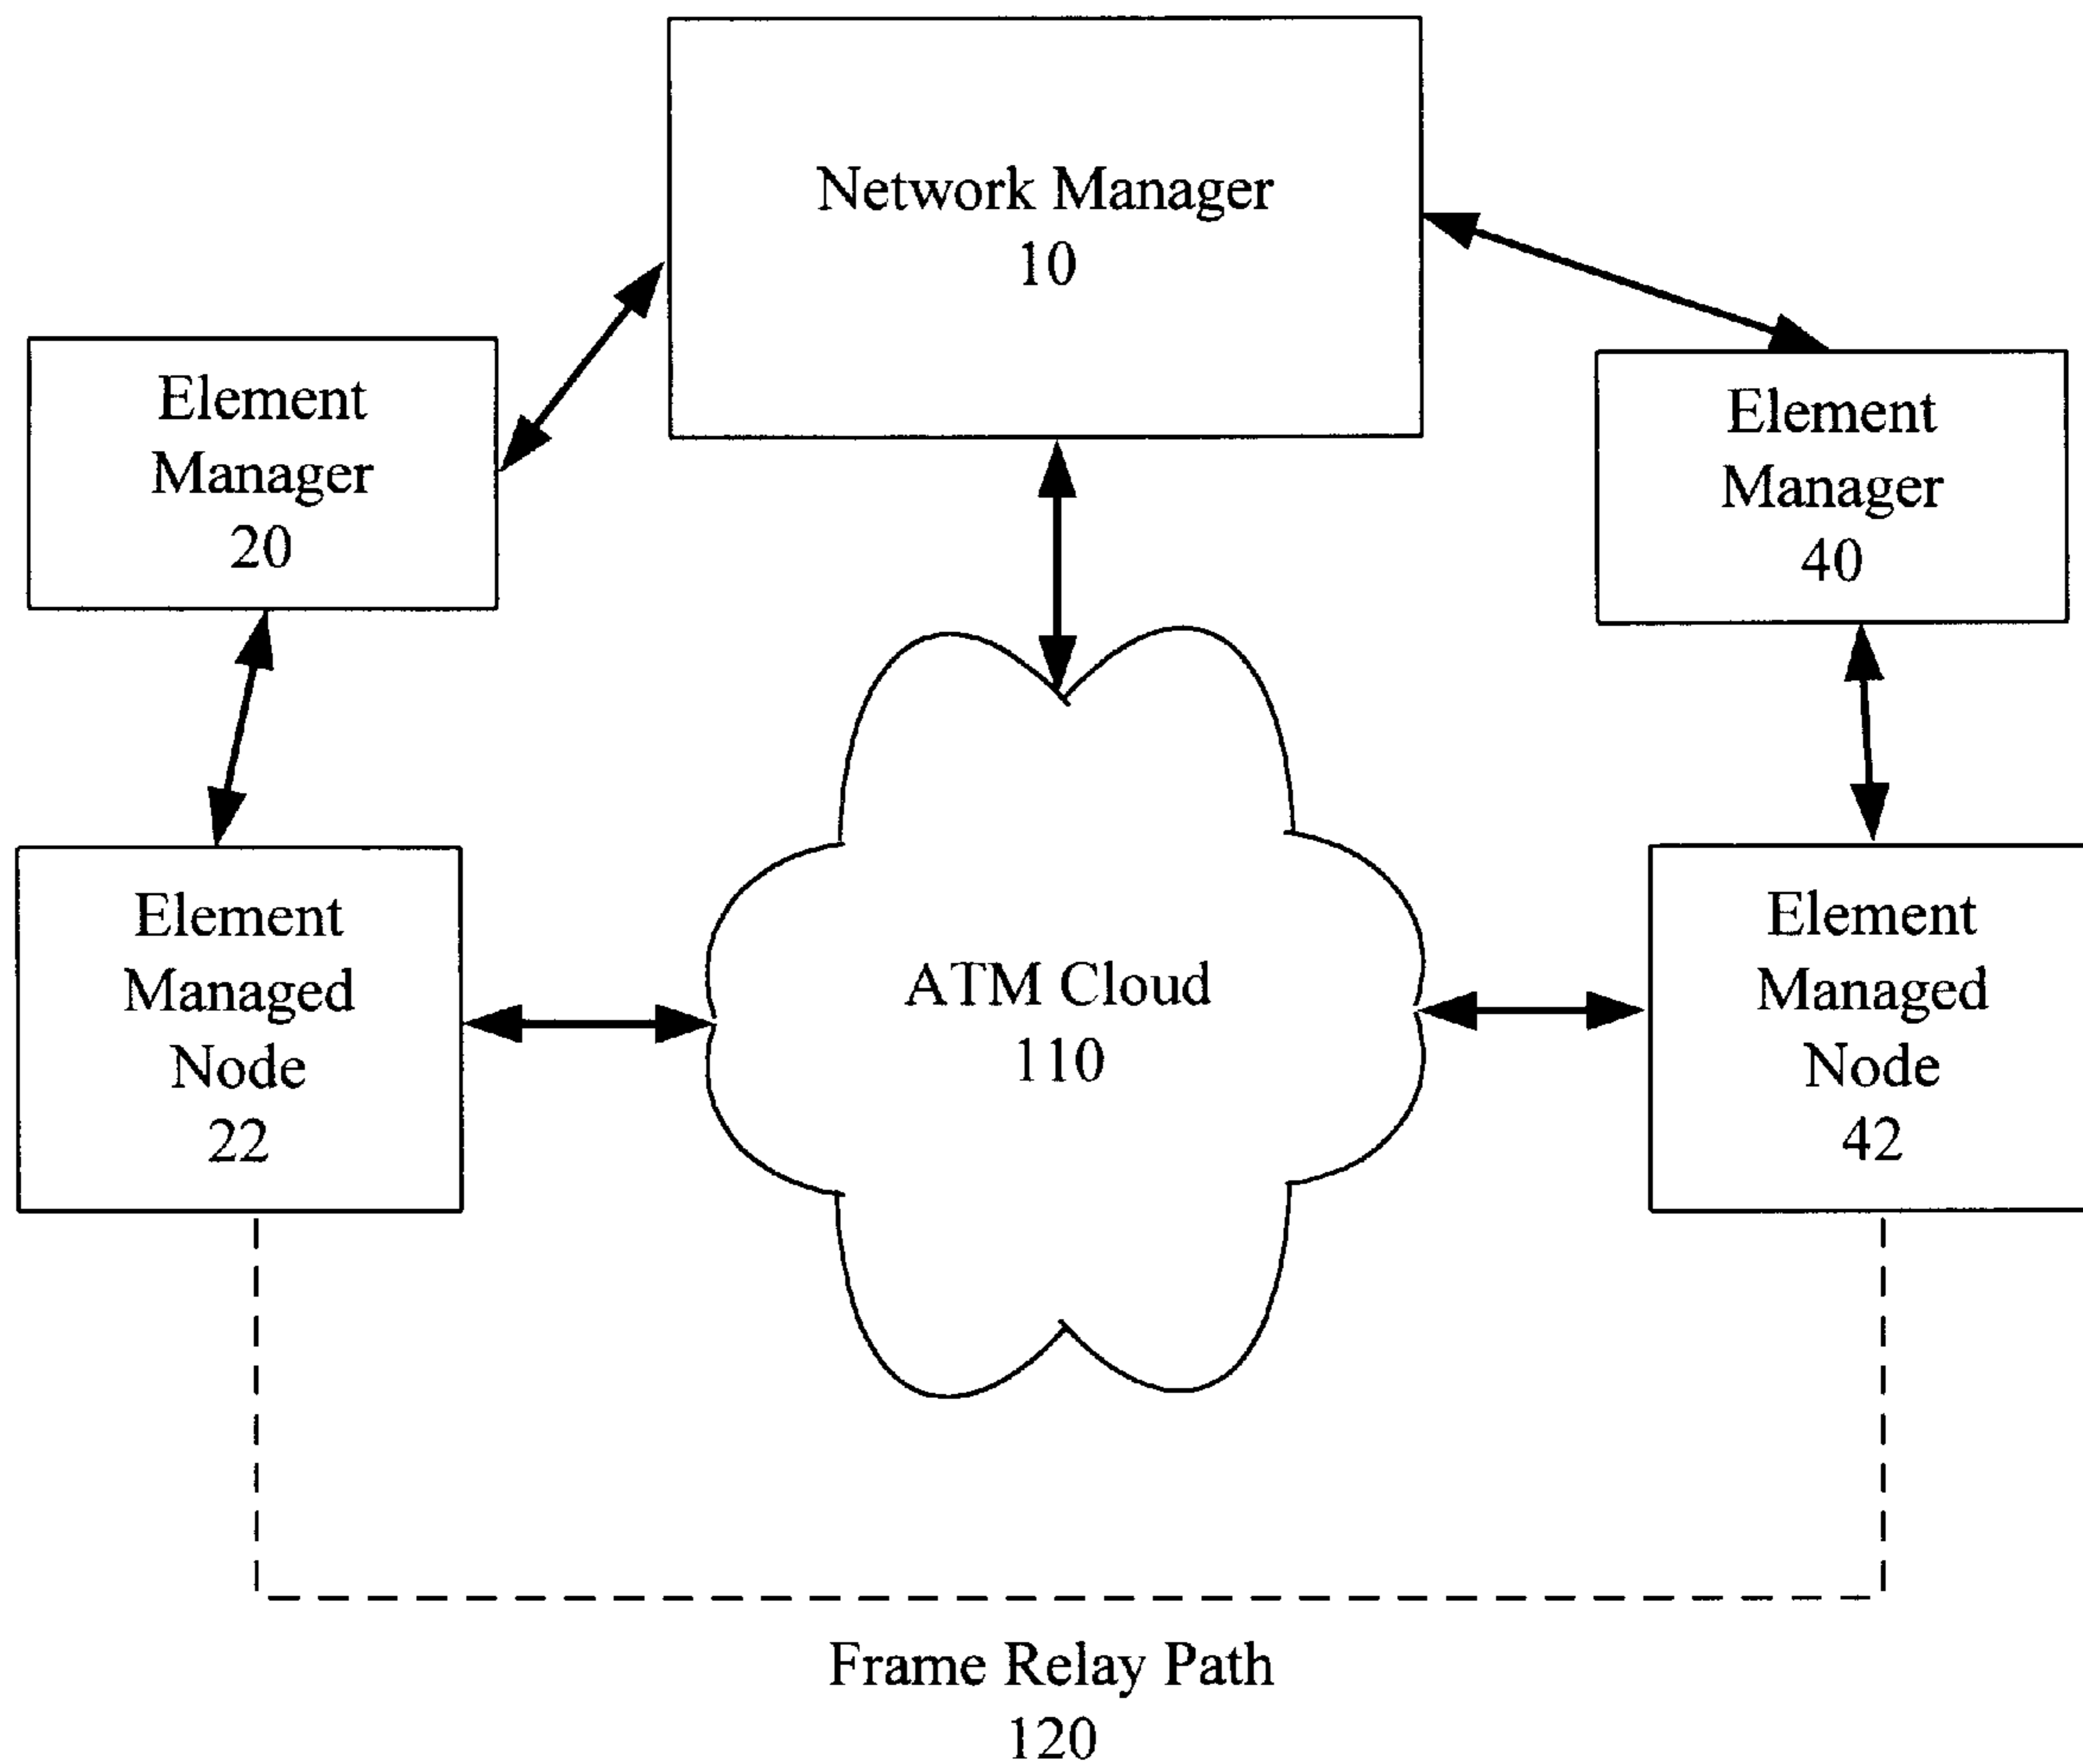 Network Manager
10
Element
Manager
20
Element
Manager
40
Element
Managed
Node
22
ATM Cloud
110
Element
Managed
Node
42
Frame Relay Path
120